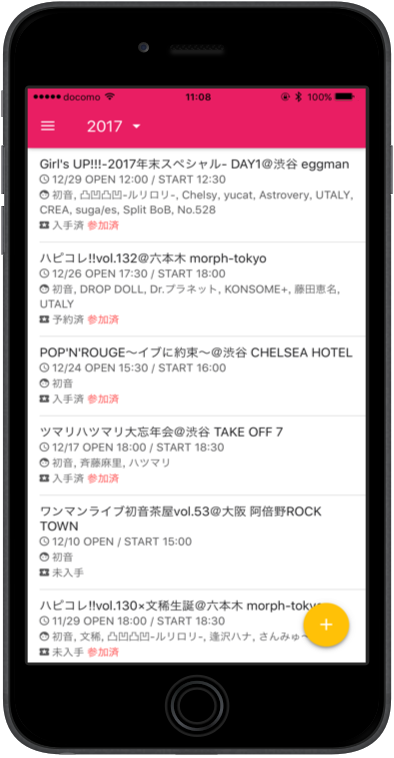 docomo 11:08 100%
2017
Girl's UP!!!-2017年末スペシャル- DAY1@渋谷 eggman
12/29 OPEN 12:00 / START 12:30
初音, 凸凹凸凹-ルリロリ-, Chelsy, yucat, Astrovery, UTALY,
CREA, suga/es, Split BoB, No.528
入手済 参加済
ハピコレ!!vol.132@六本木 morph-tokyo
12/26 OPEN 17:30 / START 18:00
初音, DROP DOLL, Dr.プラネット, KONSOME+, 藤田恵名,
UTALY
予約済 参加済
POP'N'ROUGE〜イブに約束〜@渋谷 CHELSEA HOTEL
12/24 OPEN 15:30 / START 16:00
初音
入手済 参加済
ツマリハツマリ大忘年会@渋谷 TAKE OFF 7
12/17 OPEN 18:00 / START 18:30
初音, 斉藤麻里, ハツマリ
入手済 参加済
ワンマンライブ初音茶屋vol.53@大阪 阿倍野ROCK
TOWN
12/10 OPEN / START 15:00
初音
未入手
ハピコレ!!vol.130×文稀生誕@六本木 morph-tokyo
11/29 OPEN 18:00 / START 18:30
初音, 文稀, 凸凹凸凹-ルリロリ-, 逢沢ハナ, さんみゅ〜
未入手 参加済